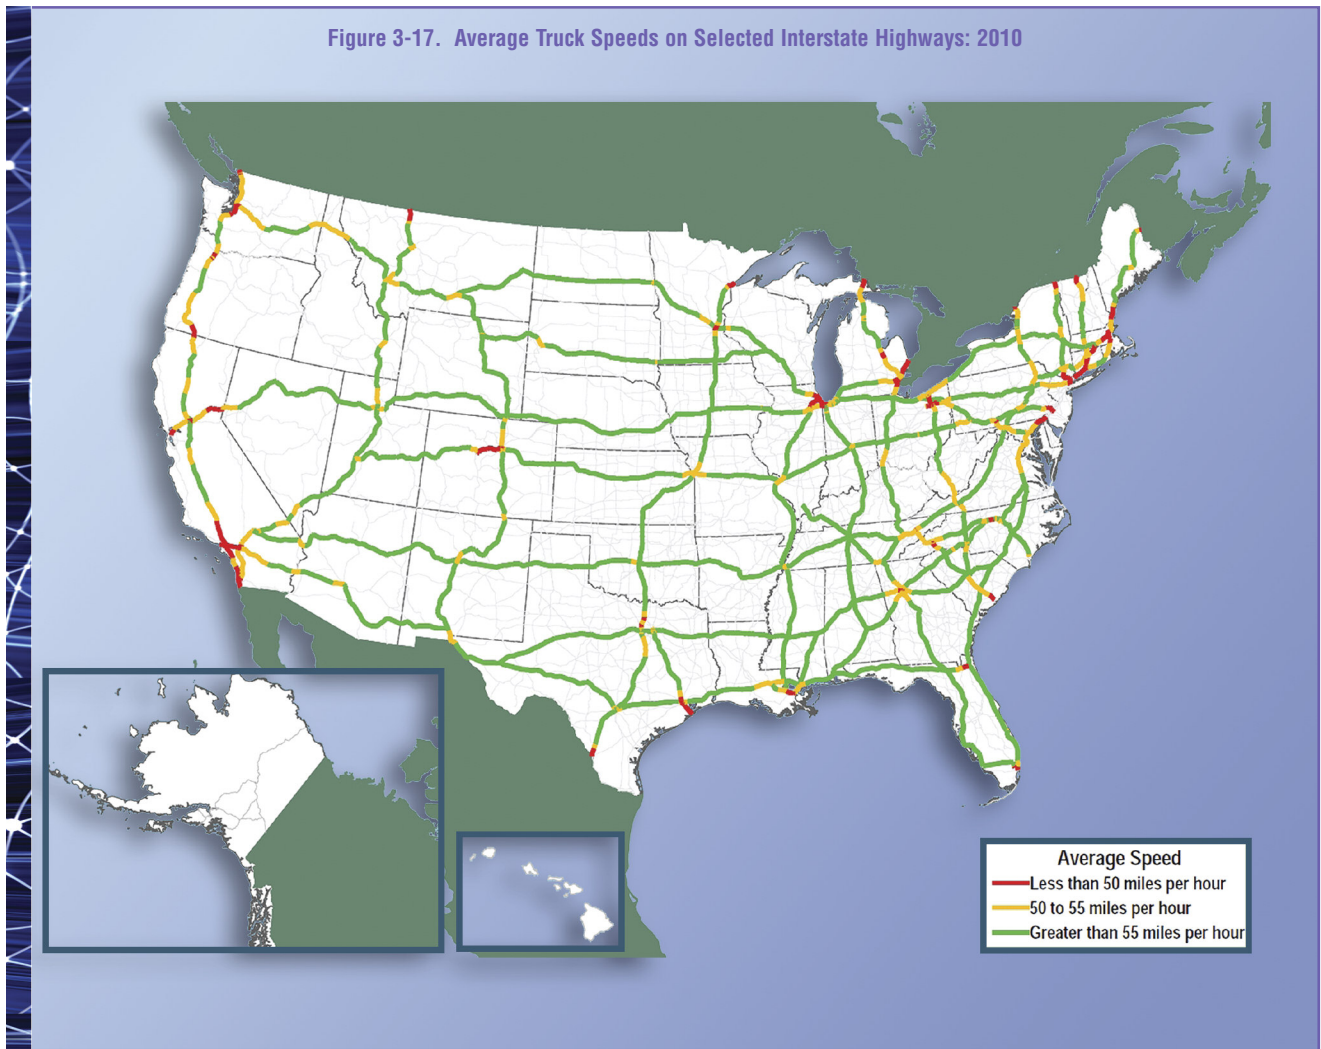 Figure 3-17. Average Truck Speeds on Selected Interstate Highways: 2010
Average Speed
Less than 50 miles per hour
50 to 55 miles per hour
Greater than 55 miles per hour